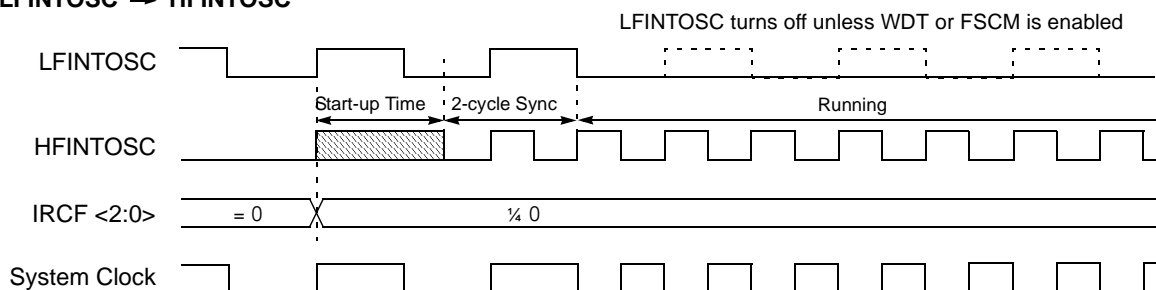 LFINTOSC → HFINTOSC
LFINTOSC turns off unless WDT or FSCM is enabled
LFINTOSC
Start-up Time
2-cycle Sync
Running
HFINTOSC
IRCF <2:0>
= 0
¼ 0
System Clock